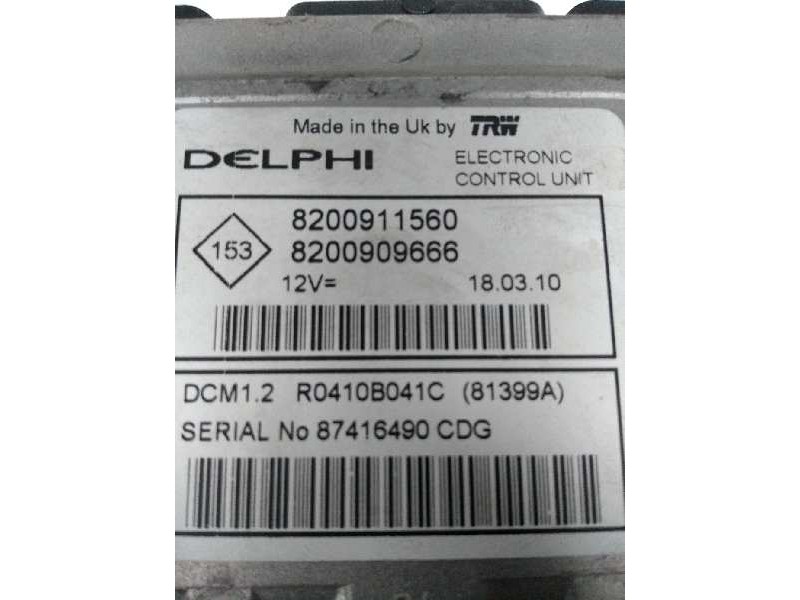 Made in the Uk by TRW
DELPHI ELECTRONIC
CONTROL UNIT
153
8200911560
8200909666
12V= 18.03.10
DCM1.2 R0410B041C (81399A)
SERIAL No 87416490 CDG